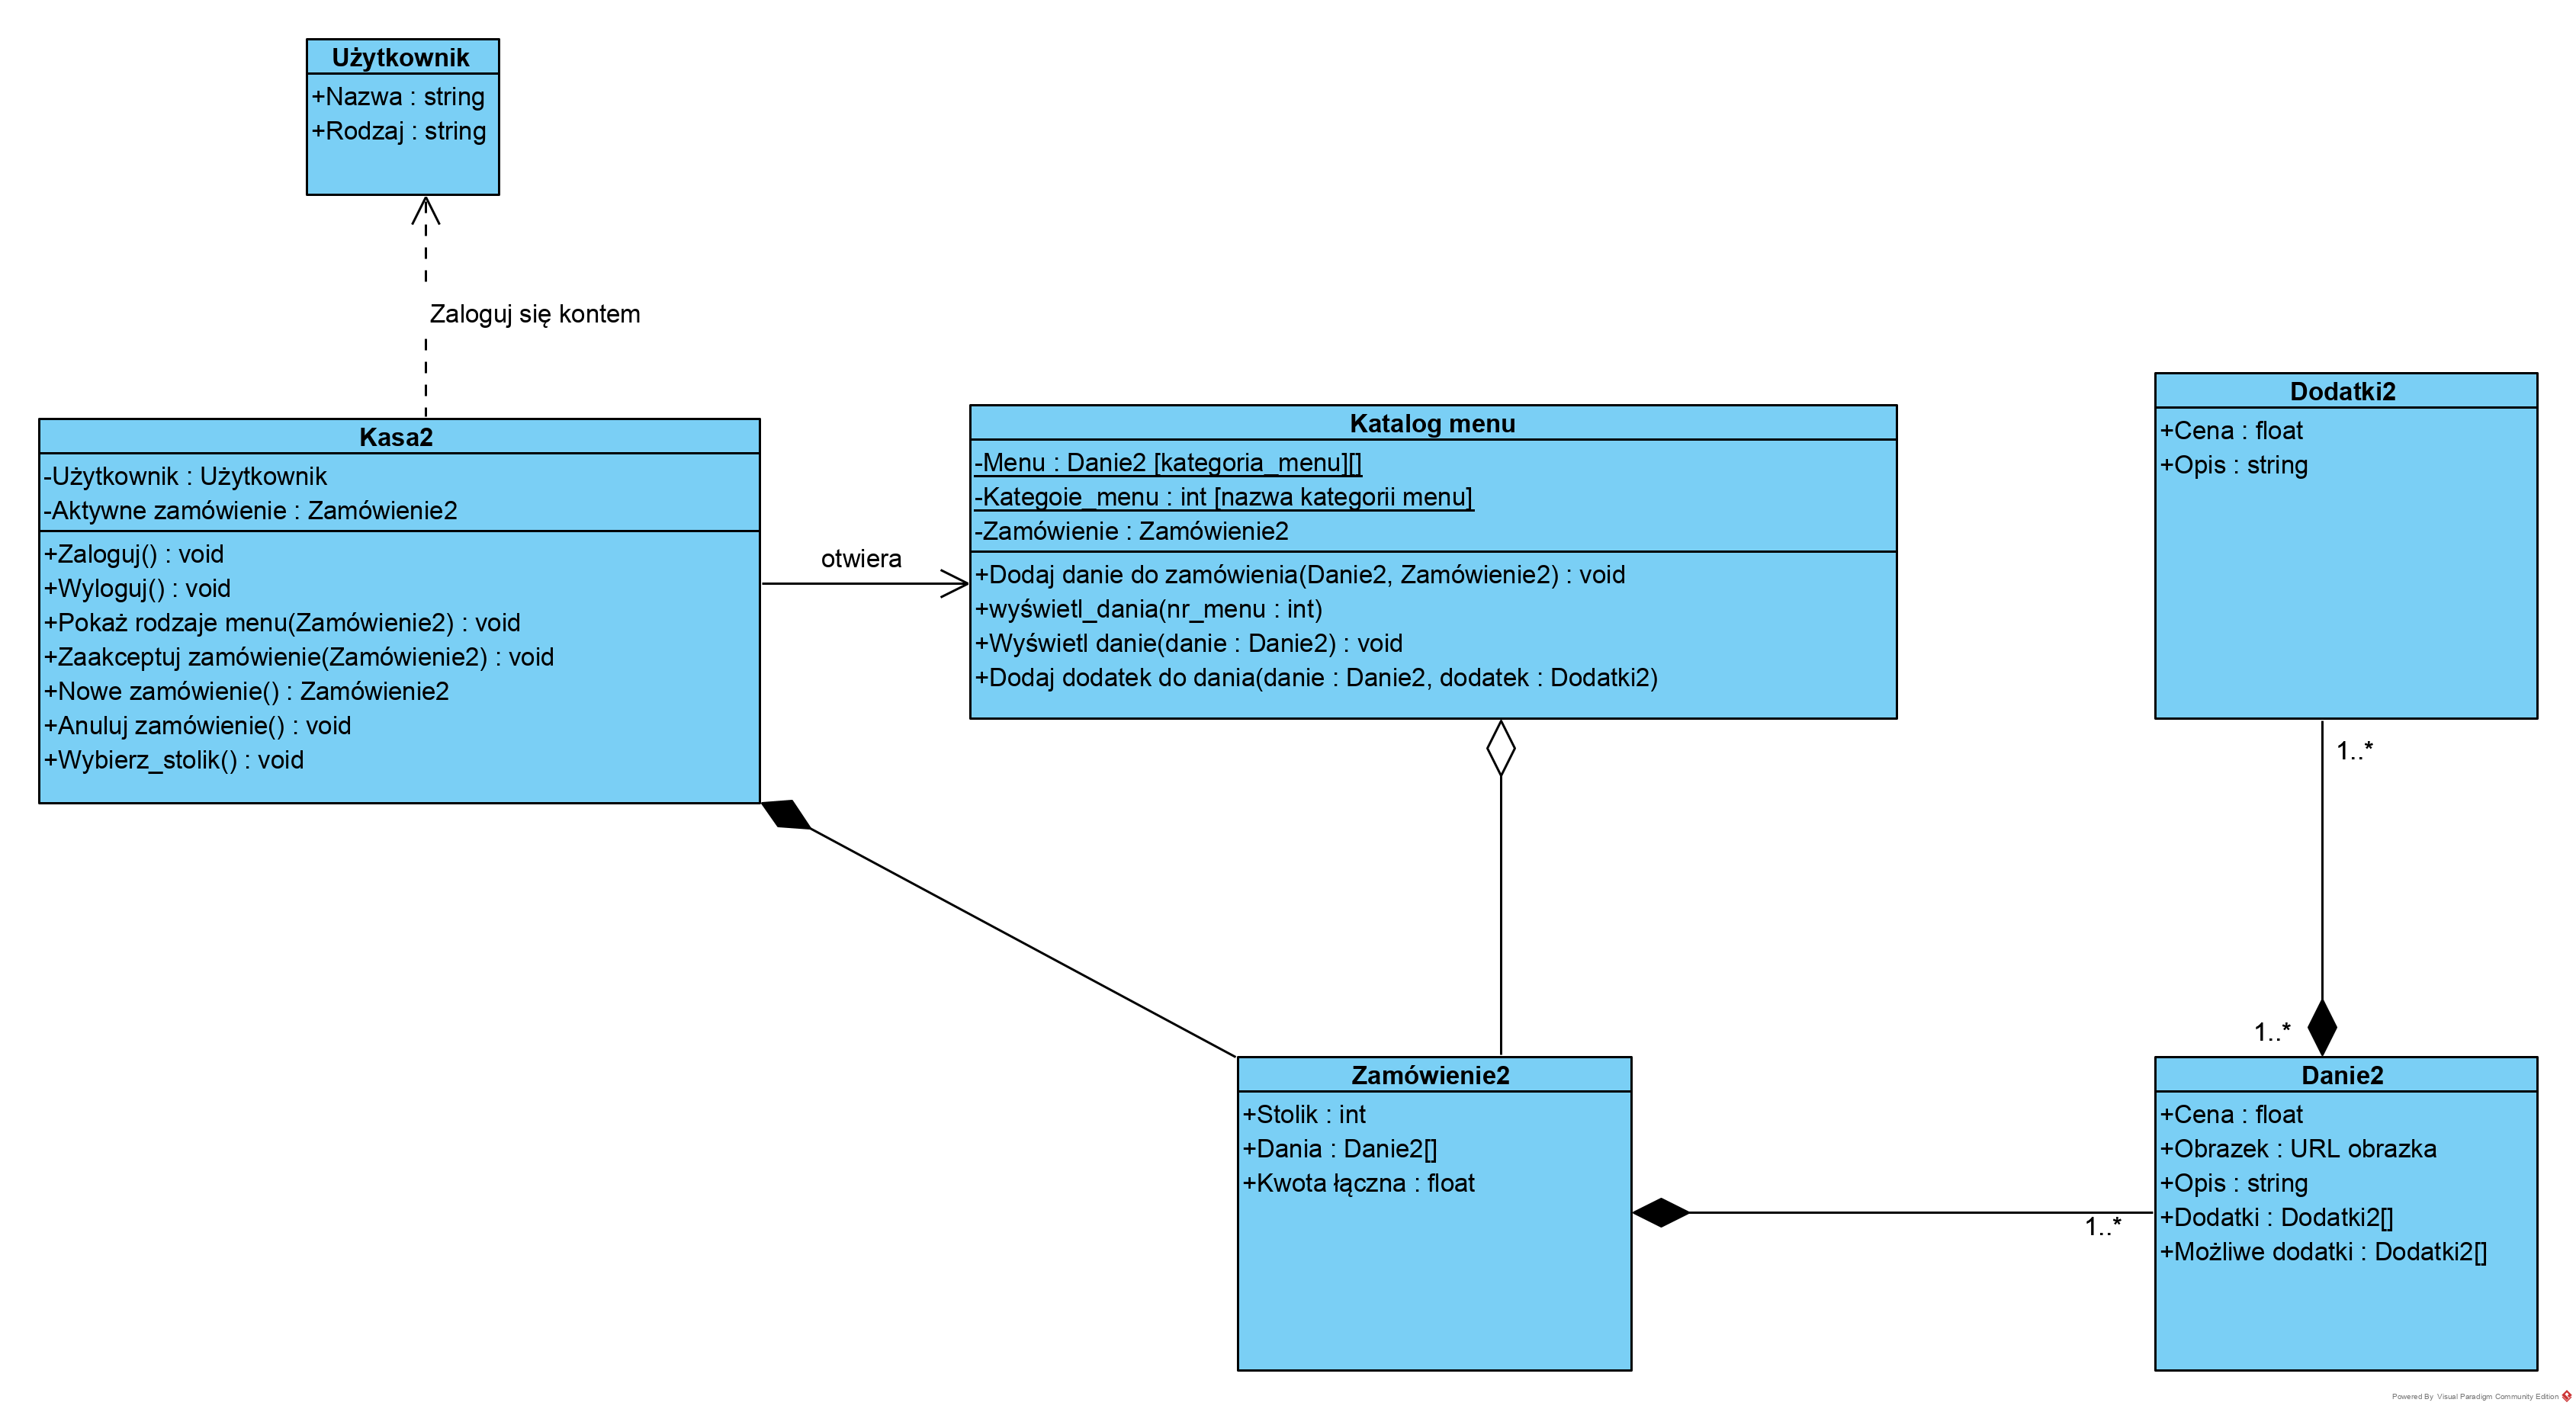 Użytkownik
+Nazwa : string
+Rodzaj : string
Zaloguj się kontem
Kasa2
-Użytkownik : Użytkownik
-Aktywne zamówienie : Zamówienie2
+Zaloguj() : void
+Wyloguj() : void
+Pokaż rodzaje menu(Zamówienie2) : void
+Zaakceptuj zamówienie(Zamówienie2) : void
+Nowe zamówienie() : Zamówienie2
+Anuluj zamówienie() : void
+Wybierz_stolik() : void
otwiera
Katalog menu
-Menu : Danie2 [kategoria_menu][]
-Kategoie_menu : int [nazwa kategorii menu]
-Zamówienie : Zamówienie2
+Dodaj danie do zamówienia(Danie2, Zamówienie2) : void
+wyświetl_dania(nr_menu : int)
+Wyświetl danie(danie : Danie2) : void
+Dodaj dodatek do dania(danie : Danie2, dodatek : Dodatki2)
Dodatki2
+Cena : float
+Opis : string
1..*
1..*
Zamówienie2
+Stolik : int
+Dania : Danie2[]
+Kwota łączna : float
1..*
Danie2
+Cena : float
+Obrazek : URL obrazka
+Opis : string
+Dodatki : Dodatki2[]
+Możliwe dodatki : Dodatki2[]
Powered By Visual Paradigm Community Edition